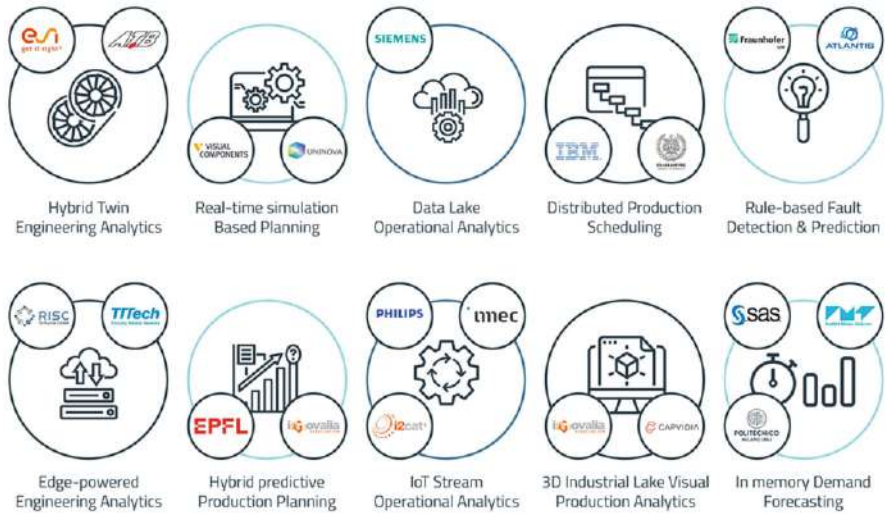 esi
get it right®
ATB
SIEMENS
Fraunhofer
ATLANTIS
VISUAL
COMPONENTS
UNINOVA
IBM
Hybrid Twin
Engineering Analytics
Real-time simulation
Based Planning
Data Lake
Operational Analytics
Distributed Production
Scheduling
Rule-based Fault
Detection & Prediction
RISC
TTTech
PHILIPS
imec
sas
EPFL
i2cat
CAPVIDIA
POLITECNICO
Edge-powered
Engineering Analytics
Hybrid predictive
Production Planning
IoT Stream
Operational Analytics
3D Industrial Lake Visual
Production Analytics
In memory Demand
Forecasting